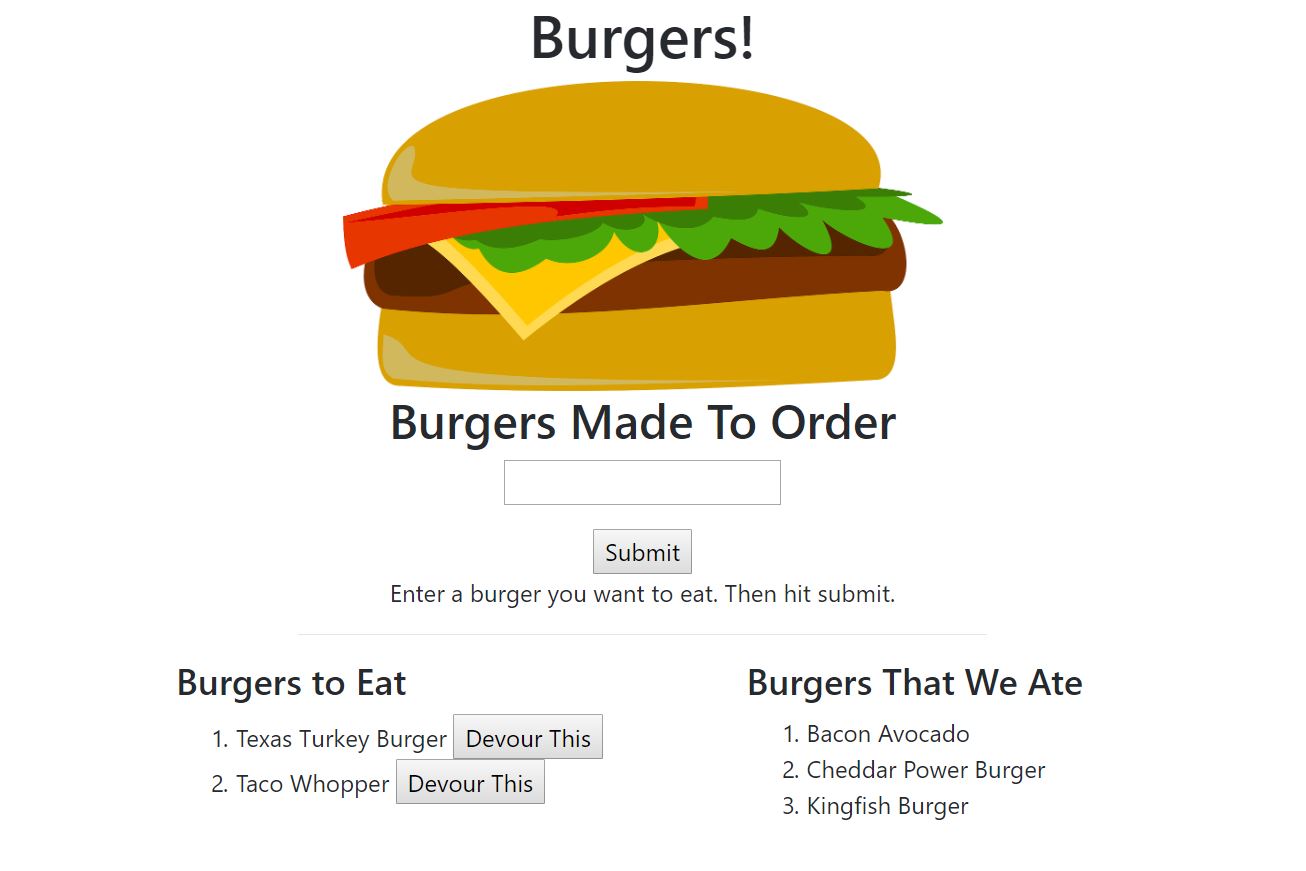 Burgers!
Burgers Made To Order
Submit
Enter a burger you want to eat. Then hit submit.
Burgers to Eat
1. Texas Turkey Burger Devour This
2. Taco Whopper Devour This
Burgers That We Ate
1. Bacon Avocado
2. Cheddar Power Burger
3. Kingfish Burger